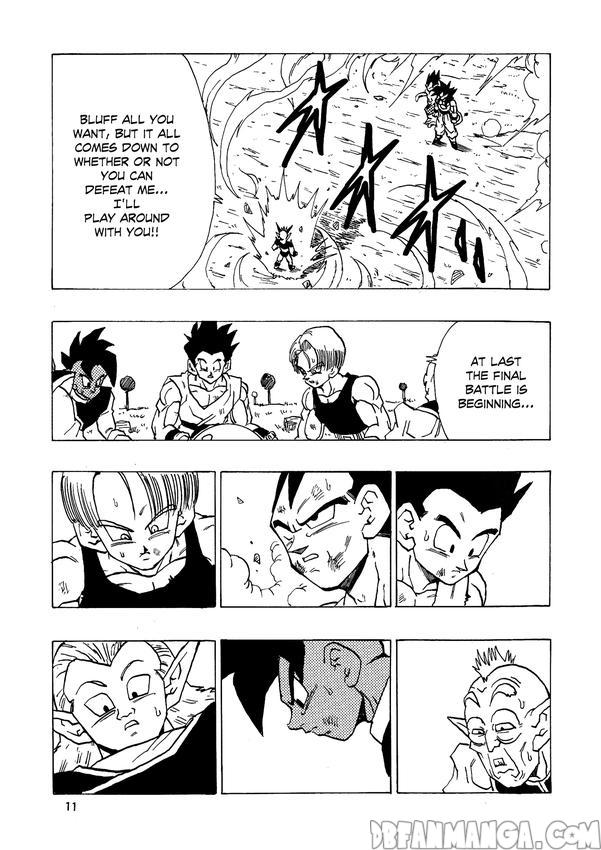 BLUFF ALL YOU
WANT, BUT IT ALL
COMES DOWN TO
WHETHER OR NOT
YOU CAN
DEFEAT ME...
I'LL
PLAY AROUND
WITH YOU!!
AT LAST
THE FINAL
BATTLE IS
BEGINNING...
11
DBFANMANGA.COM